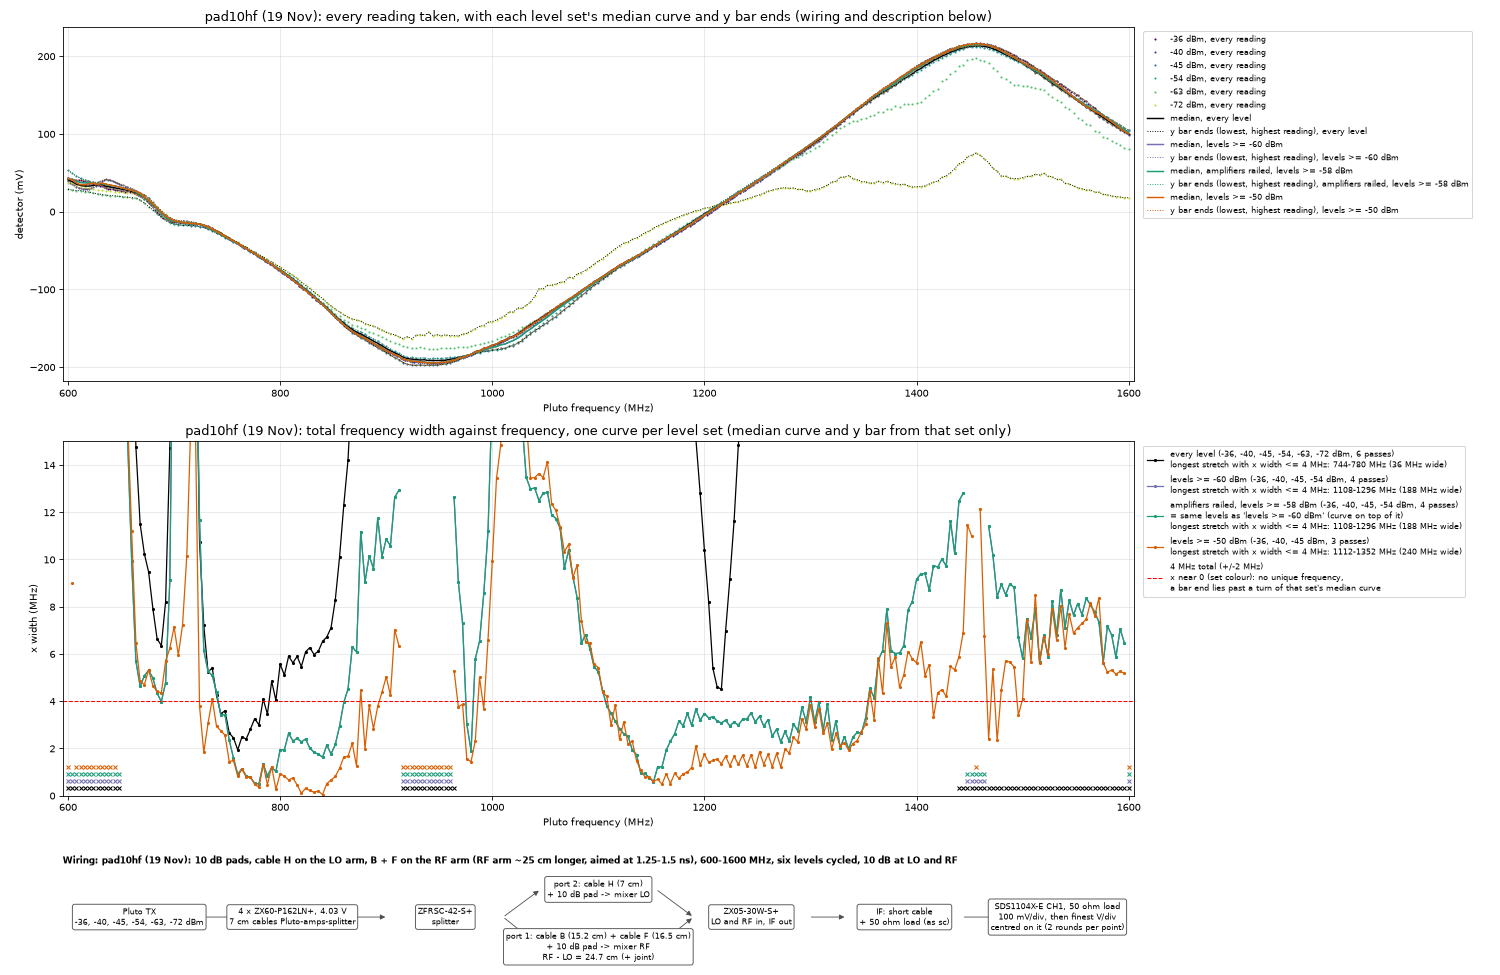 pad10hf (19 Nov): every reading taken, with each level set's median curve and y bar ends (wiring and description below)
200
100
0
−100
−200
detector (mV)
600
800
1000
1200
1400
1600
Pluto frequency (MHz)
-36 dBm, every reading
-40 dBm, every reading
-45 dBm, every reading
-54 dBm, every reading
-63 dBm, every reading
-72 dBm, every reading
median, every level
y bar ends (lowest, highest reading), every level
median, levels >= -60 dBm
y bar ends (lowest, highest reading), levels >= -60 dBm
median, amplifiers railed, levels >= -58 dBm
y bar ends (lowest, highest reading), amplifiers railed, levels >= -58 dBm
median, levels >= -50 dBm
y bar ends (lowest, highest reading), levels >= -50 dBm
pad10hf (19 Nov): total frequency width against frequency, one curve per level set (median curve and y bar from that set only)
14
12
10
8
6
4
2
0
x width (MHz)
600
800
1000
1200
1400
1600
Pluto frequency (MHz)
every level (-36, -40, -45, -54, -63, -72 dBm, 6 passes)
longest stretch with x width <= 4 MHz: 744-780 MHz (36 MHz wide)
levels >= -60 dBm (-36, -40, -45, -54 dBm, 4 passes)
longest stretch with x width <= 4 MHz: 1108-1296 MHz (188 MHz wide)
amplifiers railed, levels >= -58 dBm (-36, -40, -45, -54 dBm, 4 passes)
= same levels as 'levels >= -60 dBm' (curve on top of it)
longest stretch with x width <= 4 MHz: 1108-1296 MHz (188 MHz wide)
levels >= -50 dBm (-36, -40, -45 dBm, 3 passes)
longest stretch with x width <= 4 MHz: 1112-1352 MHz (240 MHz wide)
4 MHz total (+/-2 MHz)
x near 0 (set colour): no unique frequency,
a bar end lies past a turn of that set's median curve
Wiring: pad10hf (19 Nov): 10 dB pads, cable H on the LO arm, B + F on the RF arm (RF arm ~25 cm longer, aimed at 1.25-1.5 ns), 600-1600 MHz, six levels cycled, 10 dB at LO and RF
Pluto TX
-36, -40, -45, -54, -63, -72 dBm
4 x ZX60-P162LN+, 4.03 V
7 cm cables Pluto-amps-splitter
ZFRSC-42-S+
splitter
port 2: cable H (7 cm)
+ 10 dB pad -> mixer LO
port 1: cable B (15.2 cm) + cable F (16.5 cm)
+ 10 dB pad -> mixer RF
RF - LO = 24.7 cm (+ joint)
ZX05-30W-S+
LO and RF in, IF out
IF: short cable
+ 50 ohm load (as sc)
SDS1104X-E CH1, 50 ohm load
100 mV/div, then finest V/div
centred on it (2 rounds per point)